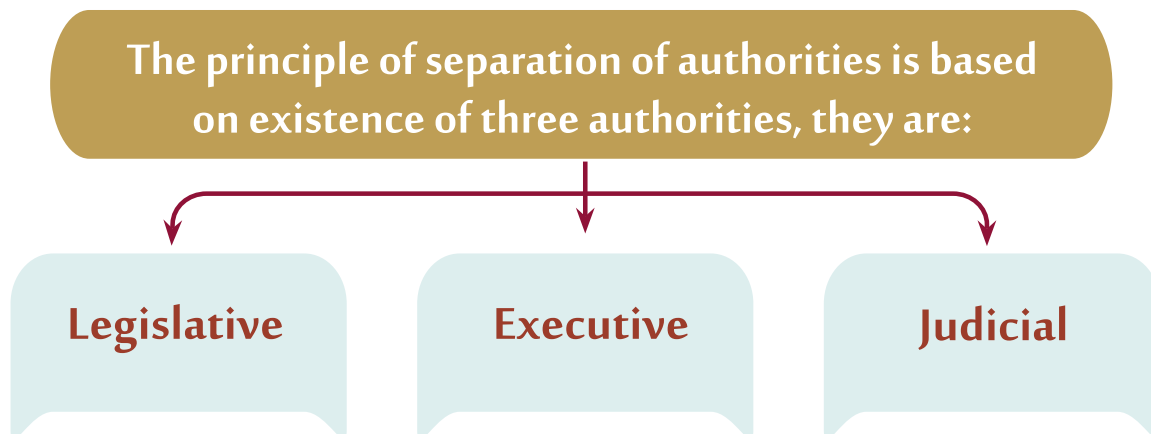 The principle of separation of authorities is based
on existence of three authorities, they are:
Legislative
Executive
Judicial